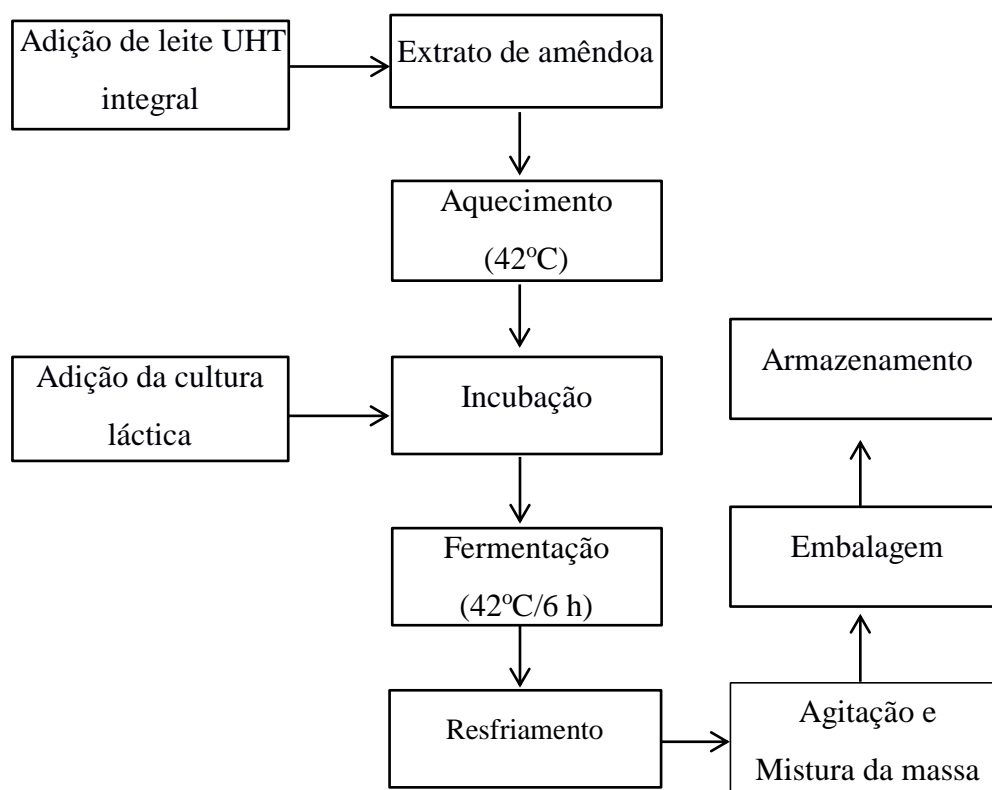 Adição de leite UHT
integral
Extrato de amêndoa
Aquecimento
(42ºC)
Adição da cultura
láctica
Incubação
Fermentação
(42ºC/6 h)
Resfriamento
Agitação e
Mistura da massa
Embalagem
Armazenamento